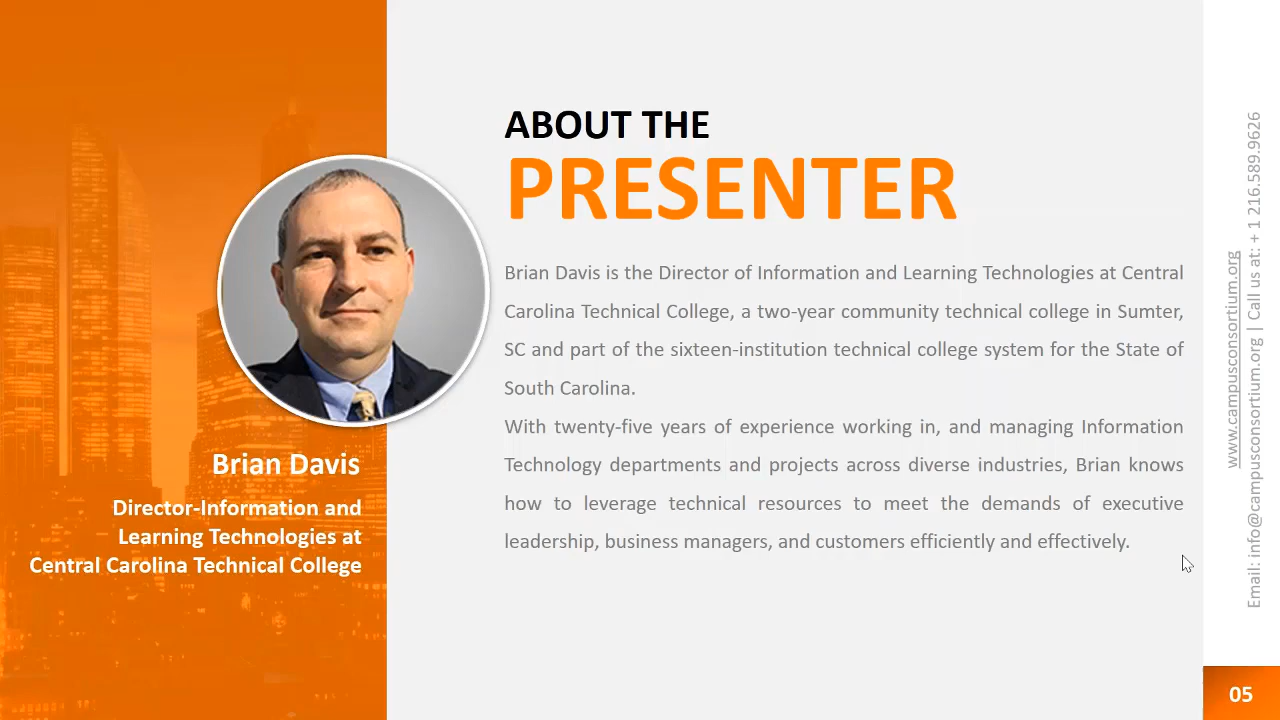 ABOUT THE
PRESENTER
Brian Davis is the Director of Information and Learning Technologies at Central
Carolina Technical College, a two-year community technical college in Sumter,
SC and part of the sixteen-institution technical college system for the State of
South Carolina.
With twenty-five years of experience working in, and managing Information
Technology departments and projects across diverse industries, Brian knows
how to leverage technical resources to meet the demands of executive
leadership, business managers, and customers efficiently and effectively.
Brian Davis
Director-Information and
Learning Technologies at
Central Carolina Technical College
www.campusconsortium.org
Email: info@campusconsortium.org | Call us at: + 1 216.589.9626
05